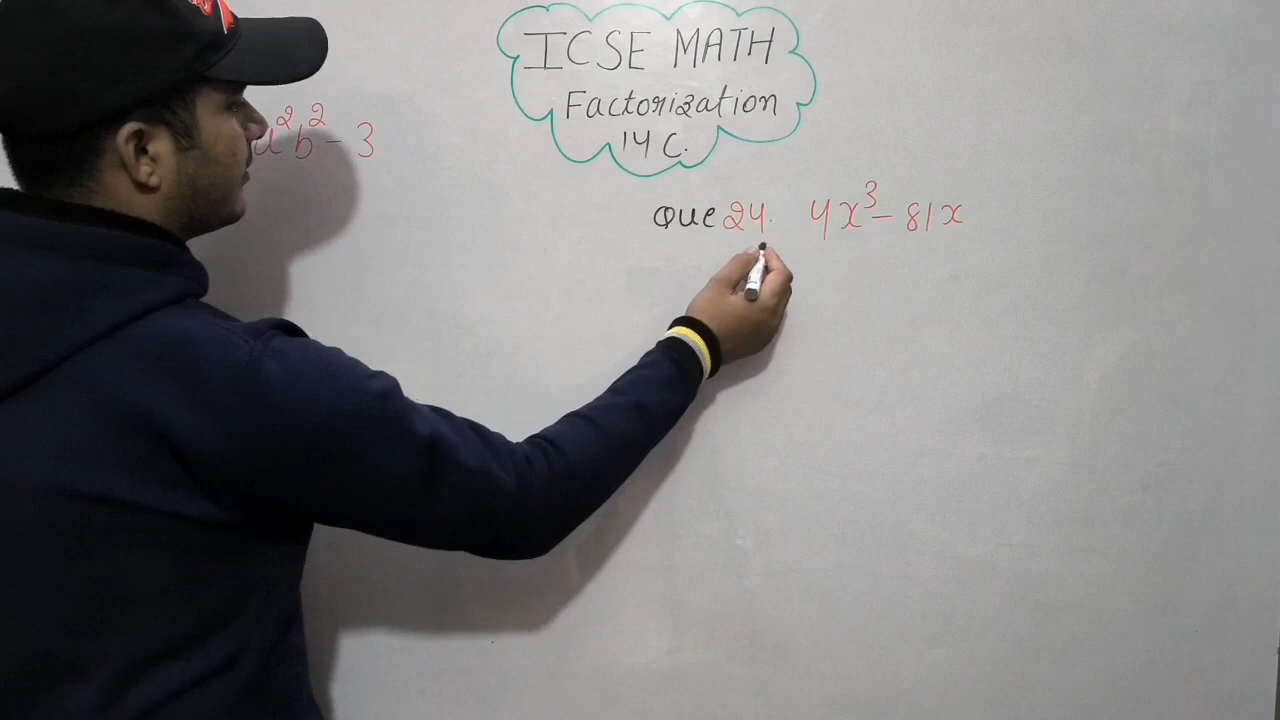 ICSE MATH
Factorization
14 C.
a²b² - 3
Que 24. 4x³ - 81x